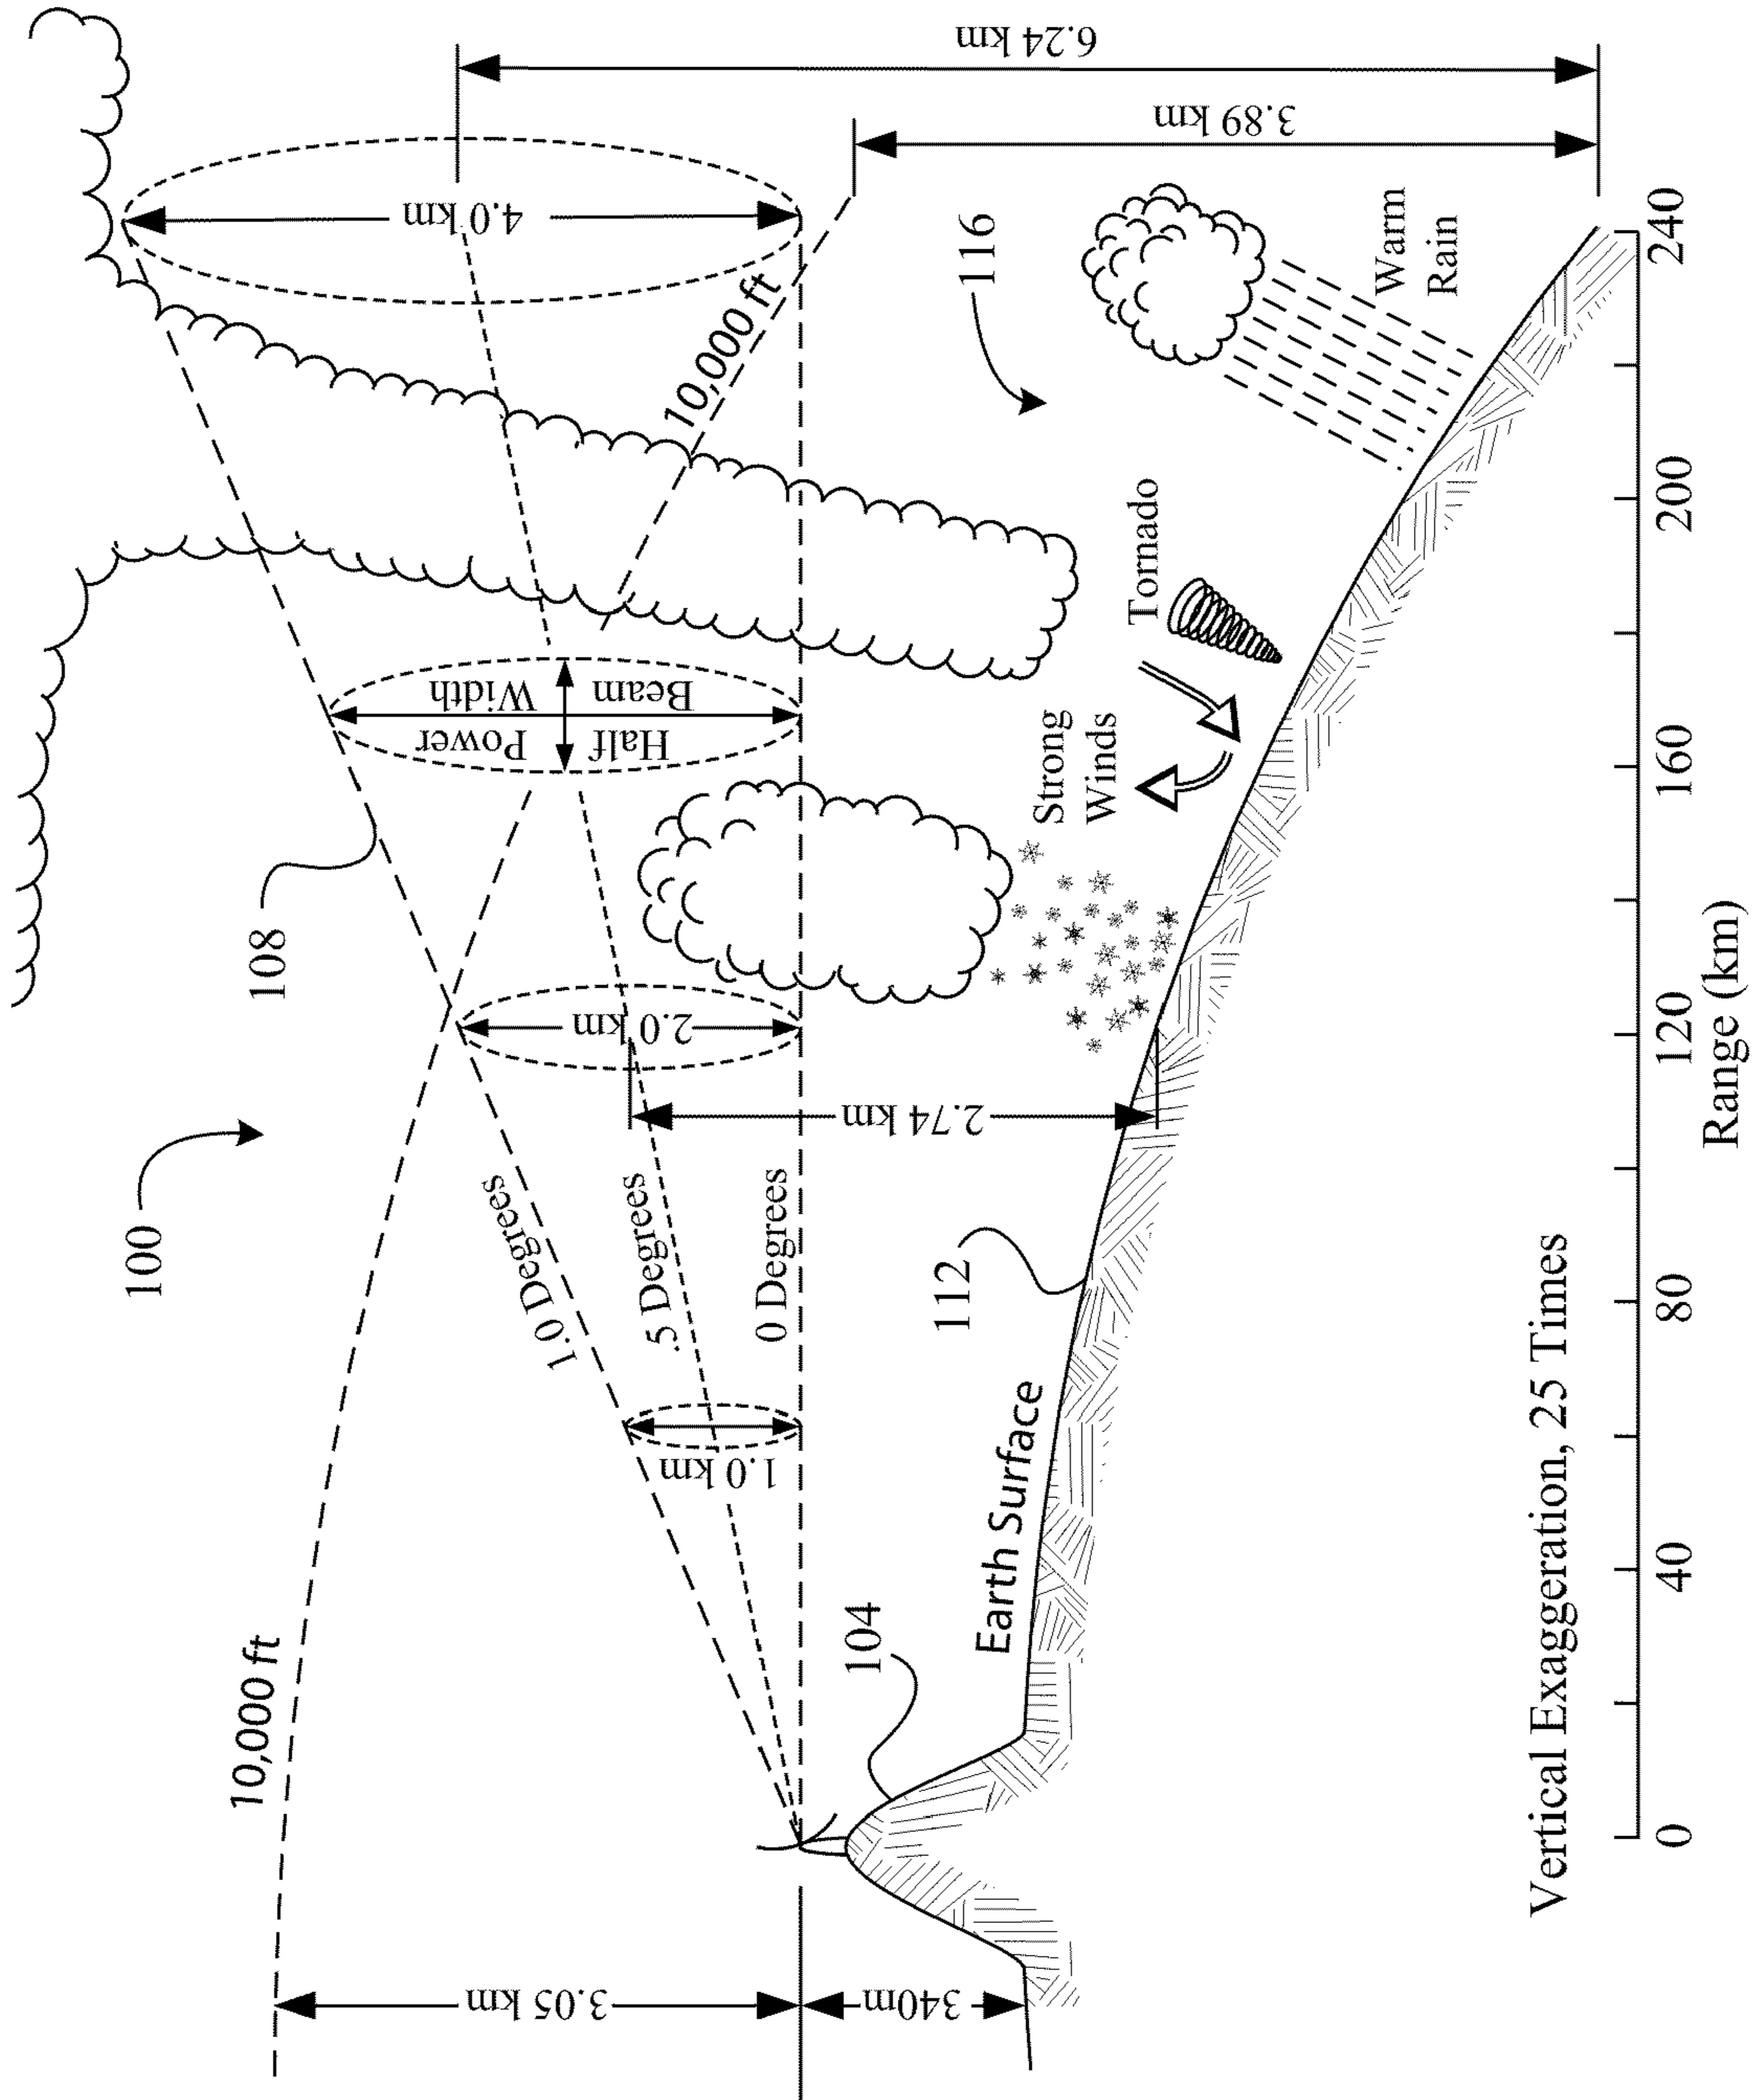 100
108
10,000 ft
10,000 ft
3.05 km
340m
1.0 Degrees
.5 Degrees
0 Degrees
1.0 km
2.0 km
2.74 km
Half
Power
Beam
Width
4.0 km
6.24 km
3.89 km
116
104
112
Earth Surface
Strong
Winds
Tornado
Warm
Rain
Vertical Exaggeration, 25 Times
0 40 80 120 160 200 240
Range (km)